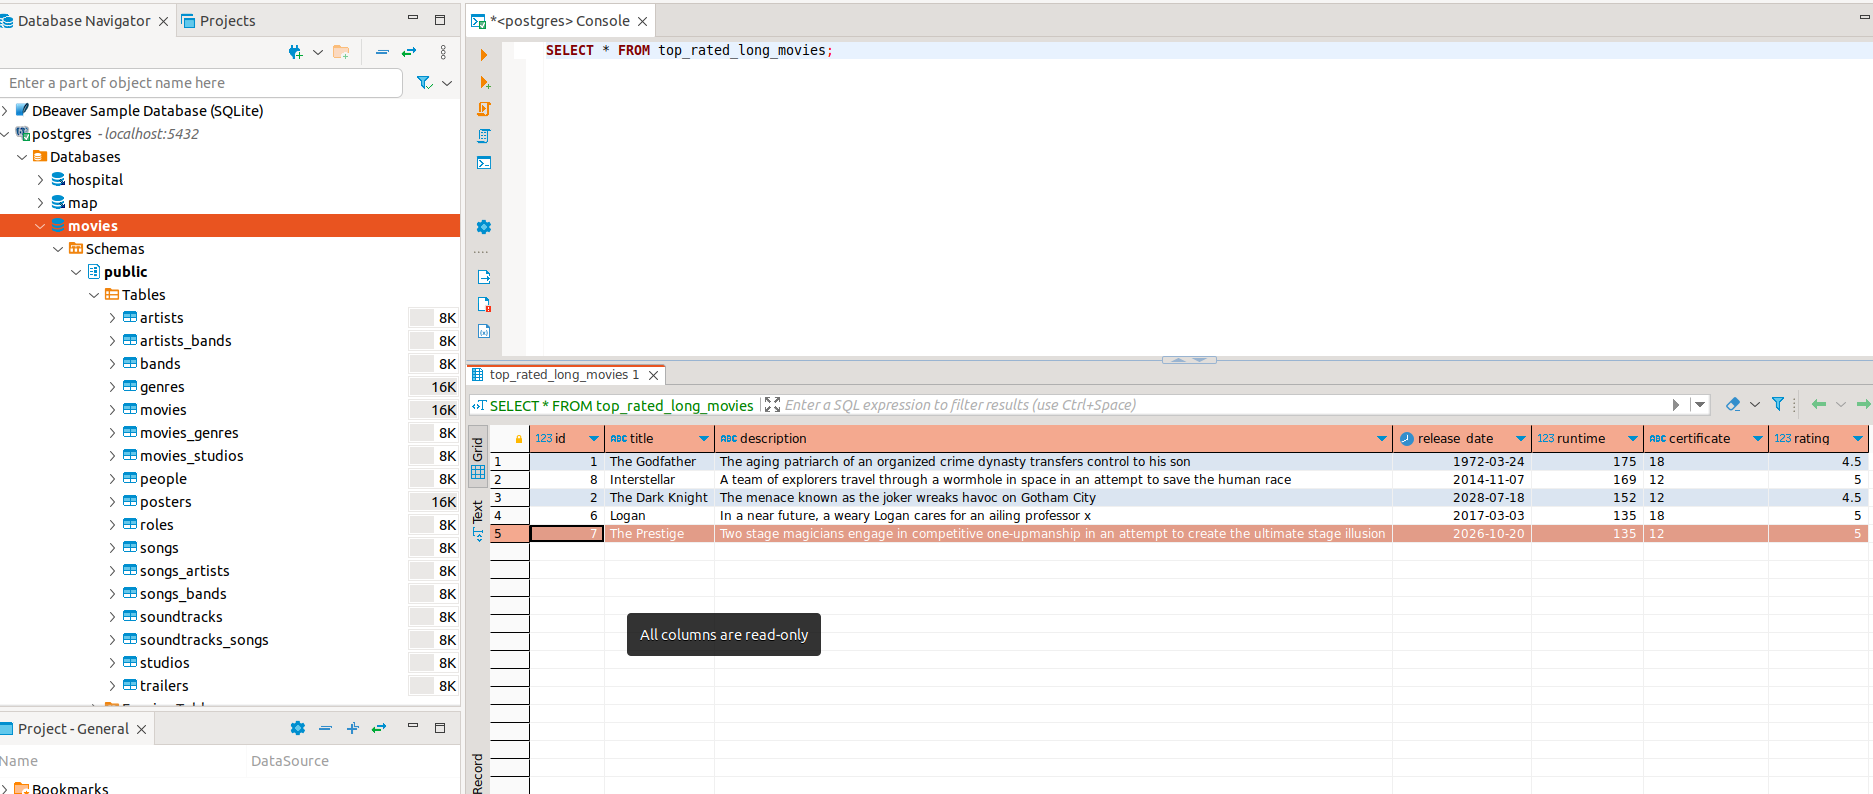 Database Navigator
Projects
*<postgres> Console
SELECT * FROM top_rated_long_movies;
Enter a part of object name here
DBeaver Sample Database (SQLite)
postgres - localhost:5432
Databases
hospital
map
movies
Schemas
public
Tables
artists 8K
artists_bands 8K
bands 8K
genres 16K
movies 16K
movies_genres 8K
movies_studios 8K
people 8K
posters 16K
roles 8K
songs 8K
songs_artists 8K
songs_bands 8K
soundtracks 8K
soundtracks_songs 8K
studios 8K
trailers 8K
Project - General
Name DataSource
Bookmarks
top_rated_long_movies 1
SELECT * FROM top_rated_long_movies Enter a SQL expression to filter results (use Ctrl+Space)
Grid
Text
Record
123 id ABC title ABC description release_date 123 runtime ABC certificate 123 rating
1 1 The Godfather The aging patriarch of an organized crime dynasty transfers control to his son 1972-03-24 175 18 4.5
2 8 Interstellar A team of explorers travel through a wormhole in space in an attempt to save the human race 2014-11-07 169 12 5
3 2 The Dark Knight The menace known as the joker wreaks havoc on Gotham City 2028-07-18 152 12 4.5
4 6 Logan In a near future, a weary Logan cares for an ailing professor x 2017-03-03 135 18 5
5 7 The Prestige Two stage magicians engage in competitive one-upmanship in an attempt to create the ultimate stage illusion 2026-10-20 135 12 5
All columns are read-only